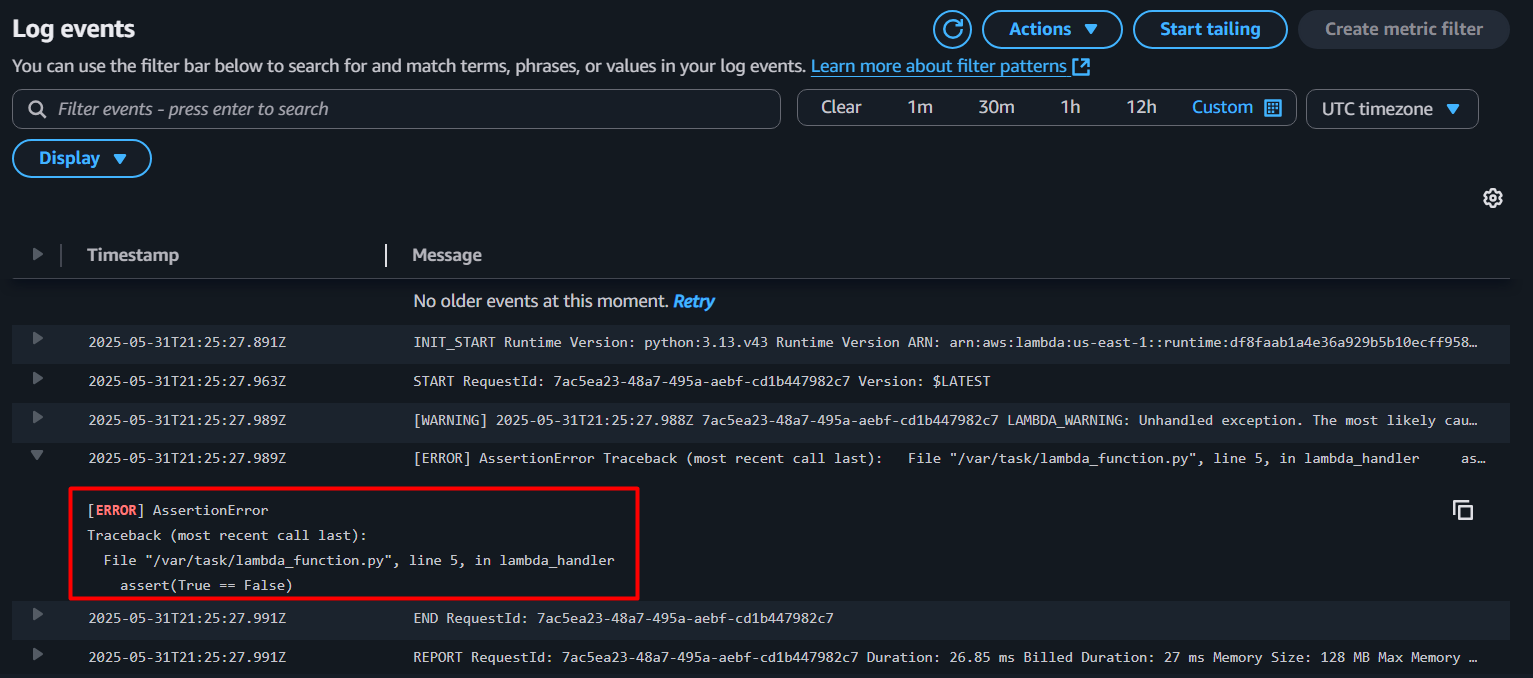 Log events
Actions
Start tailing
Create metric filter
You can use the filter bar below to search for and match terms, phrases, or values in your log events. Learn more about filter patterns
Filter events - press enter to search
Clear 1m 30m 1h 12h Custom
UTC timezone
Display
Timestamp Message
No older events at this moment. Retry
2025-05-31T21:25:27.891Z INIT_START Runtime Version: python:3.13.v43 Runtime Version ARN: arn:aws:lambda:us-east-1::runtime:df8faab1a4e36a929b5b10ecff958…
2025-05-31T21:25:27.963Z START RequestId: 7ac5ea23-48a7-495a-aebf-cd1b447982c7 Version: $LATEST
2025-05-31T21:25:27.989Z [WARNING] 2025-05-31T21:25:27.988Z 7ac5ea23-48a7-495a-aebf-cd1b447982c7 LAMBDA_WARNING: Unhandled exception. The most likely cau…
2025-05-31T21:25:27.989Z [ERROR] AssertionError Traceback (most recent call last): File "/var/task/lambda_function.py", line 5, in lambda_handler as…
[ERROR] AssertionError
Traceback (most recent call last):
File "/var/task/lambda_function.py", line 5, in lambda_handler
assert(True == False)
2025-05-31T21:25:27.991Z END RequestId: 7ac5ea23-48a7-495a-aebf-cd1b447982c7
2025-05-31T21:25:27.991Z REPORT RequestId: 7ac5ea23-48a7-495a-aebf-cd1b447982c7 Duration: 26.85 ms Billed Duration: 27 ms Memory Size: 128 MB Max Memory …